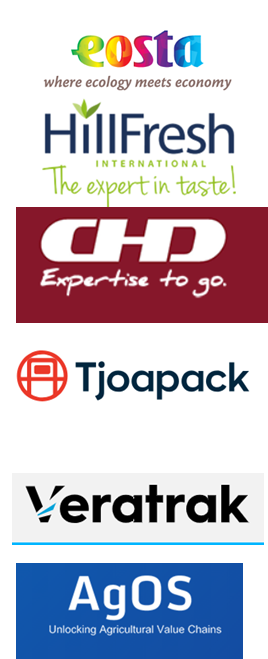 eosta
where ecology meets economy
HillFresh
INTERNATIONAL
The expert in taste!
CHD
Expertise to go.
Tjoapack
Veratrak
AgOS
Unlocking Agricultural Value Chains